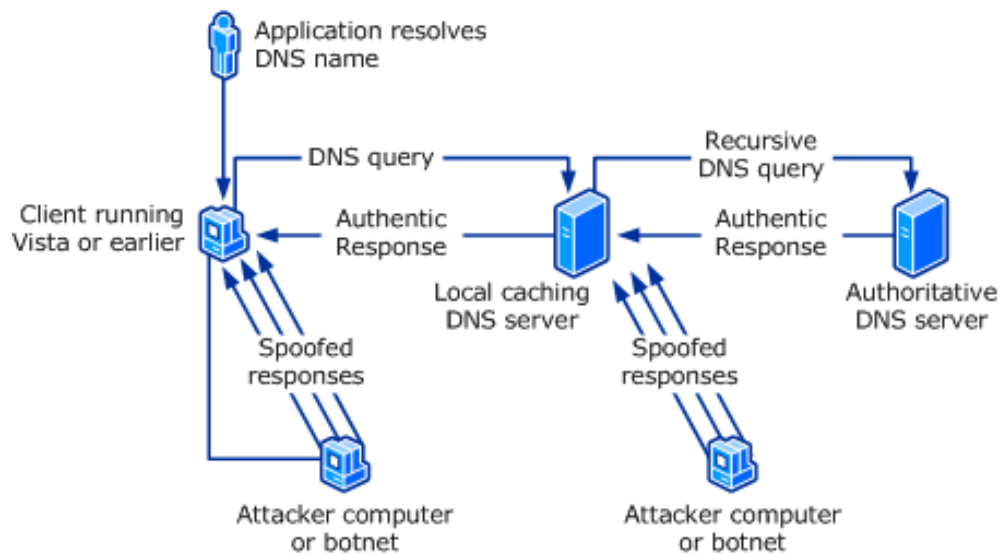 Application resolves
DNS name
DNS query
Recursive
DNS query
Client running
Vista or earlier
Authentic
Response
Authentic
Response
Local caching
DNS server
Authoritative
DNS server
Spoofed
responses
Spoofed
responses
Attacker computer
or botnet
Attacker computer
or botnet